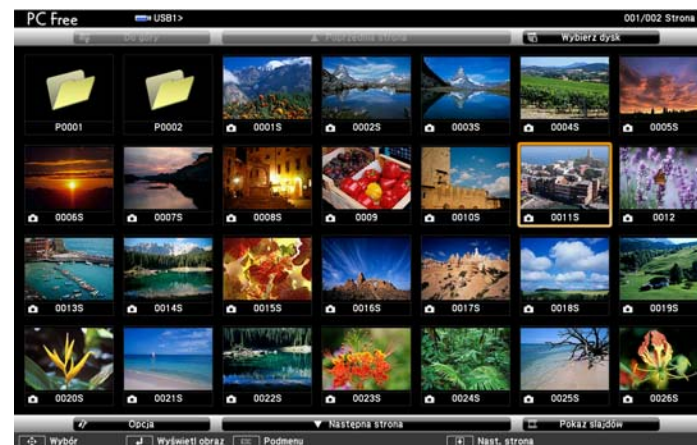 PC Free USB1> 001/002 Strona
Do góry ▲ Poprzednia strona Wybierz dysk
P0001 P0002 0001S 0002S 0003S 0004S 0005S
0006S 0007S 0008S 0009 0010S 0011S 0012
0013S 0014S 0015S 0016S 0017S 0018S 0019S
0020S 0021S 0022S 0023S 0024S 0025S 0026S
Opcja ▼ Następna strona Pokaz slajdów
Wybór Wyświetl obraz ESC Podmenu Nast. strona